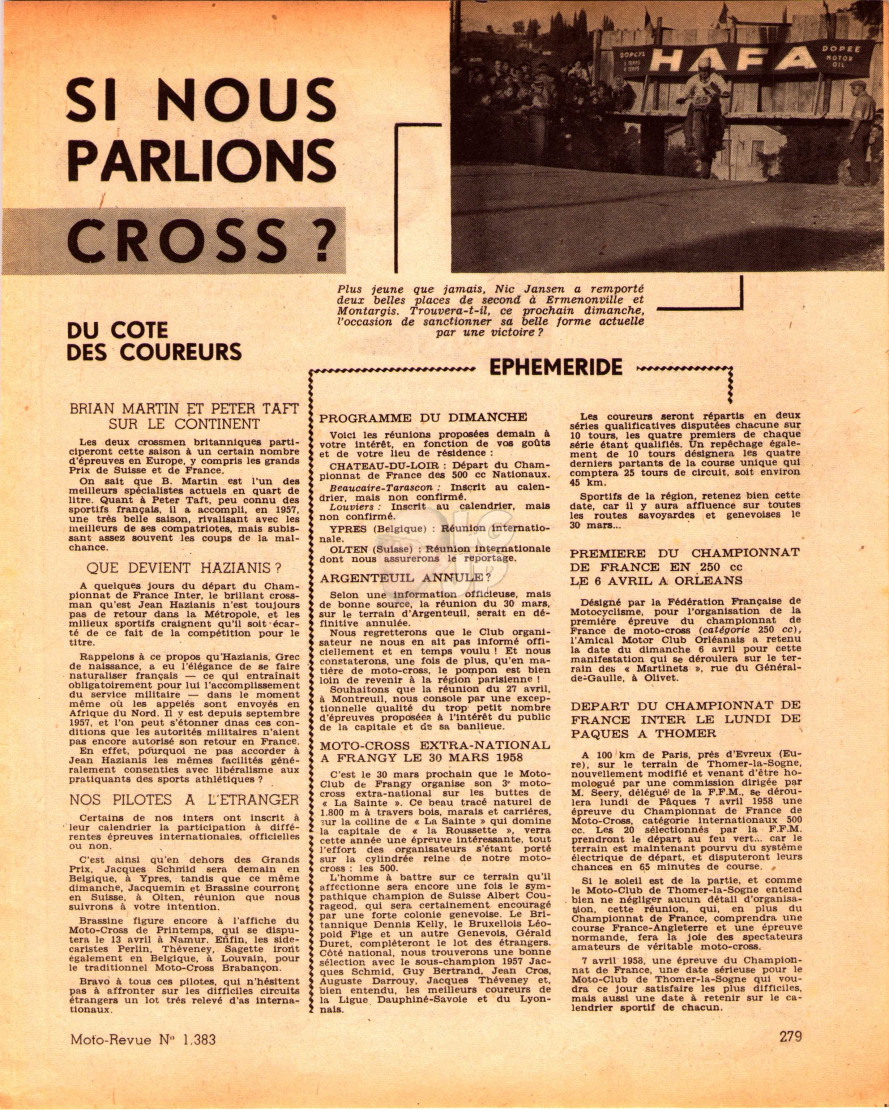 SI NOUS
PARLIONS
CROSS ?
HAFA
DOPEE
MOTOR
OIL
Plus jeune que jamais, Nic Jansen a remporté
deux belles places de second à Ermenonville et
Montargis. Trouvera-t-il, ce prochain dimanche,
l'occasion de sanctionner sa belle forme actuelle
par une victoire ?
DU COTE
DES COUREURS
BRIAN MARTIN ET PETER TAFT
SUR LE CONTINENT
Les deux crossmen britanniques parti-
ciperont cette saison à un certain nombre
d'épreuves en Europe, y compris les grands
Prix de Suisse et de France.
On sait que B. Martin est l'un des
meilleurs spécialistes actuels en quart de
litre. Quant à Peter Taft, peu connu des
sportifs français, il a accompli, en 1957,
une très belle saison, rivalisant avec les
meilleurs de ses compatriotes, mais subis-
sant assez souvent les coups de la mal-
chance.
QUE DEVIENT HAZIANIS ?
A quelques jours du départ du Cham-
pionnat de France Inter, le brillant cross-
man qu'est Jean Hazianis n'est toujours
pas de retour dans la Métropole, et les
milieux sportifs craignent qu'il soit écar-
té de ce fait de la compétition pour le
titre.
Rappelons à ce propos qu'Hazianis, Grec
de naissance, a eu l'élégance de se faire
naturaliser français — ce qui entraînait
obligatoirement pour lui l'accomplissement
du service militaire — dans le moment
même où les appelés sont envoyés en
Afrique du Nord. Il y est depuis septembre
1957, et l'on peut s'étonner dnas ces con-
ditions que les autorités militaires n'aient
pas encore autorisé son retour en France.
En effet, pourquoi ne pas accorder à
Jean Hazianis les mêmes facilités géné-
ralement consenties avec libéralisme aux
pratiquants des sports athlétiques ?
NOS PILOTES A L'ETRANGER
Certains de nos inters ont inscrit à
leur calendrier la participation à diffé-
rentes épreuves internationales, officielles
ou non.
C'est ainsi qu'en dehors des Grands
Prix, Jacques Schmid sera demain en
Belgique, à Ypres, tandis que ce même
dimanche, Jacquemin et Brassine courront
en Suisse, à Olten, réunion que nous
suivrons à votre intention.
Brassine figure encore à l'affiche du
Moto-Cross de Printemps, qui se dispu-
tera le 13 avril à Namur. Enfin, les side-
caristes Perlin, Théveney, Sagette iront
également en Belgique, à Louvain, pour
le traditionnel Moto-Cross Brabançon.
Bravo à tous ces pilotes, qui n'hésitent
pas à affronter sur les difficiles circuits
étrangers un lot très relevé d'as interna-
tionaux.
EPHEMERIDE
PROGRAMME DU DIMANCHE
Voici les réunions proposées demain à
votre intérêt, en fonction de vos goûts
et de votre lieu de résidence :
CHATEAU-DU-LOIR : Départ du Cham-
pionnat de France des 500 cc Nationaux.
Beaucaire-Tarascon : Inscrit au calen-
drier, mais non confirmé.
Louviers : Inscrit au calendrier, mais
non confirmé.
YPRES (Belgique) : Réunion internatio-
nale.
OLTEN (Suisse) : Réunion internationale
dont nous assurerons le reportage.
ARGENTEUIL ANNULE?
Selon une information officieuse, mais
de bonne source, la réunion du 30 mars,
sur le terrain d'Argenteuil, serait en dé-
finitive annulée.
Nous regretterons que le Club organi-
sateur ne nous en ait pas informé offi-
ciellement et en temps voulu ! Et nous
constaterons, une fois de plus, qu'en ma-
tière de moto-cross, le pompon est bien
loin de revenir à la région parisienne !
Souhaitons que la réunion du 27 avril,
à Montreuil, nous console par une excep-
tionnelle qualité du trop petit nombre
d'épreuves proposées à l'intérêt du public
de la capitale et de sa banlieue.
MOTO-CROSS EXTRA-NATIONAL
A FRANGY LE 30 MARS 1958
C'est le 30 mars prochain que le Moto-
Club de Frangy organise son 3e moto-
cross extra-national sur les buttes de
« La Sainte ». Ce beau tracé naturel de
1.800 m à travers bois, marais et carrières,
sur la colline de « La Sainte » qui domine
la capitale de « la Roussette », verra
cette année une épreuve intéressante, tout
l'effort des organisateurs s'étant porté
sur la cylindrée reine de notre moto-
cross : les 500.
L'homme à battre sur ce terrain qu'il
affectionne sera encore une fois le sym-
pathique champion de Suisse Albert Cou-
rageod, qui sera certainement encouragé
par une forte colonie genevoise. Le Bri-
tannique Dennis Kelly, le Bruxellois Léo-
pold Fige et un autre Genevois, Gérald
Duret, compléteront le lot des étrangers.
Côté national, nous trouverons une bonne
sélection avec le sous-champion 1957 Jac-
ques Schmid, Guy Bertrand, Jean Cros,
Auguste Darrouy, Jacques Théveney et,
bien entendu, les meilleurs coureurs de
la Ligue Dauphiné-Savoie et du Lyon-
nais.
Les coureurs seront répartis en deux
séries qualificatives disputées chacune sur
10 tours, les quatre premiers de chaque
série étant qualifiés. Un repêchage égale-
ment de 10 tours désignera les quatre
derniers partants de la course unique qui
comptera 25 tours de circuit, soit environ
45 km.
Sportifs de la région, retenez bien cette
date, car il y aura affluence sur toutes
les routes savoyardes et genevoises le
30 mars...
PREMIERE DU CHAMPIONNAT
DE FRANCE EN 250 cc
LE 6 AVRIL A ORLEANS
Désigné par la Fédération Française de
Motocyclisme, pour l'organisation de la
première épreuve du championnat de
France de moto-cross (catégorie 250 cc),
l'Amical Motor Club Orléanais a retenu
la date du dimanche 6 avril pour cette
manifestation qui se déroulera sur le ter-
rain des « Martinets », rue du Général-
de-Gaulle, à Olivet.
DEPART DU CHAMPIONNAT DE
FRANCE INTER LE LUNDI DE
PAQUES A THOMER
A 100 km de Paris, près d'Evreux (Eu-
re), sur le terrain de Thomer-la-Sogne,
nouvellement modifié et venant d'être ho-
mologué par une commission dirigée par
M. Seery, délégué de la F.F.M., se dérou-
lera lundi de Pâques 7 avril 1958 une
épreuve du Championnat de France de
Moto-Cross, catégorie internationaux 500
cc. Les 20 sélectionnés par la F.F.M.
prendront le départ au feu vert... car le
terrain est maintenant pourvu du système
électrique de départ, et disputeront leurs
chances en 65 minutes de course.
Si le soleil est de la partie, et comme
le Moto-Club de Thomer-la-Sogne entend
bien ne négliger aucun détail d'organisa-
tion, cette réunion, qui, en plus du
Championnat de France, comprendra une
course France-Angleterre et une épreuve
normande, fera la joie des spectateurs
amateurs de véritable moto-cross.
7 avril 1958, une épreuve du Champion-
nat de France, une date sérieuse pour le
Moto-Club de Thomer-la-Sogne qui vou-
dra ce jour satisfaire les plus difficiles,
mais aussi une date à retenir sur le ca-
lendrier sportif de chacun.
Moto-Revue N° 1.383
279